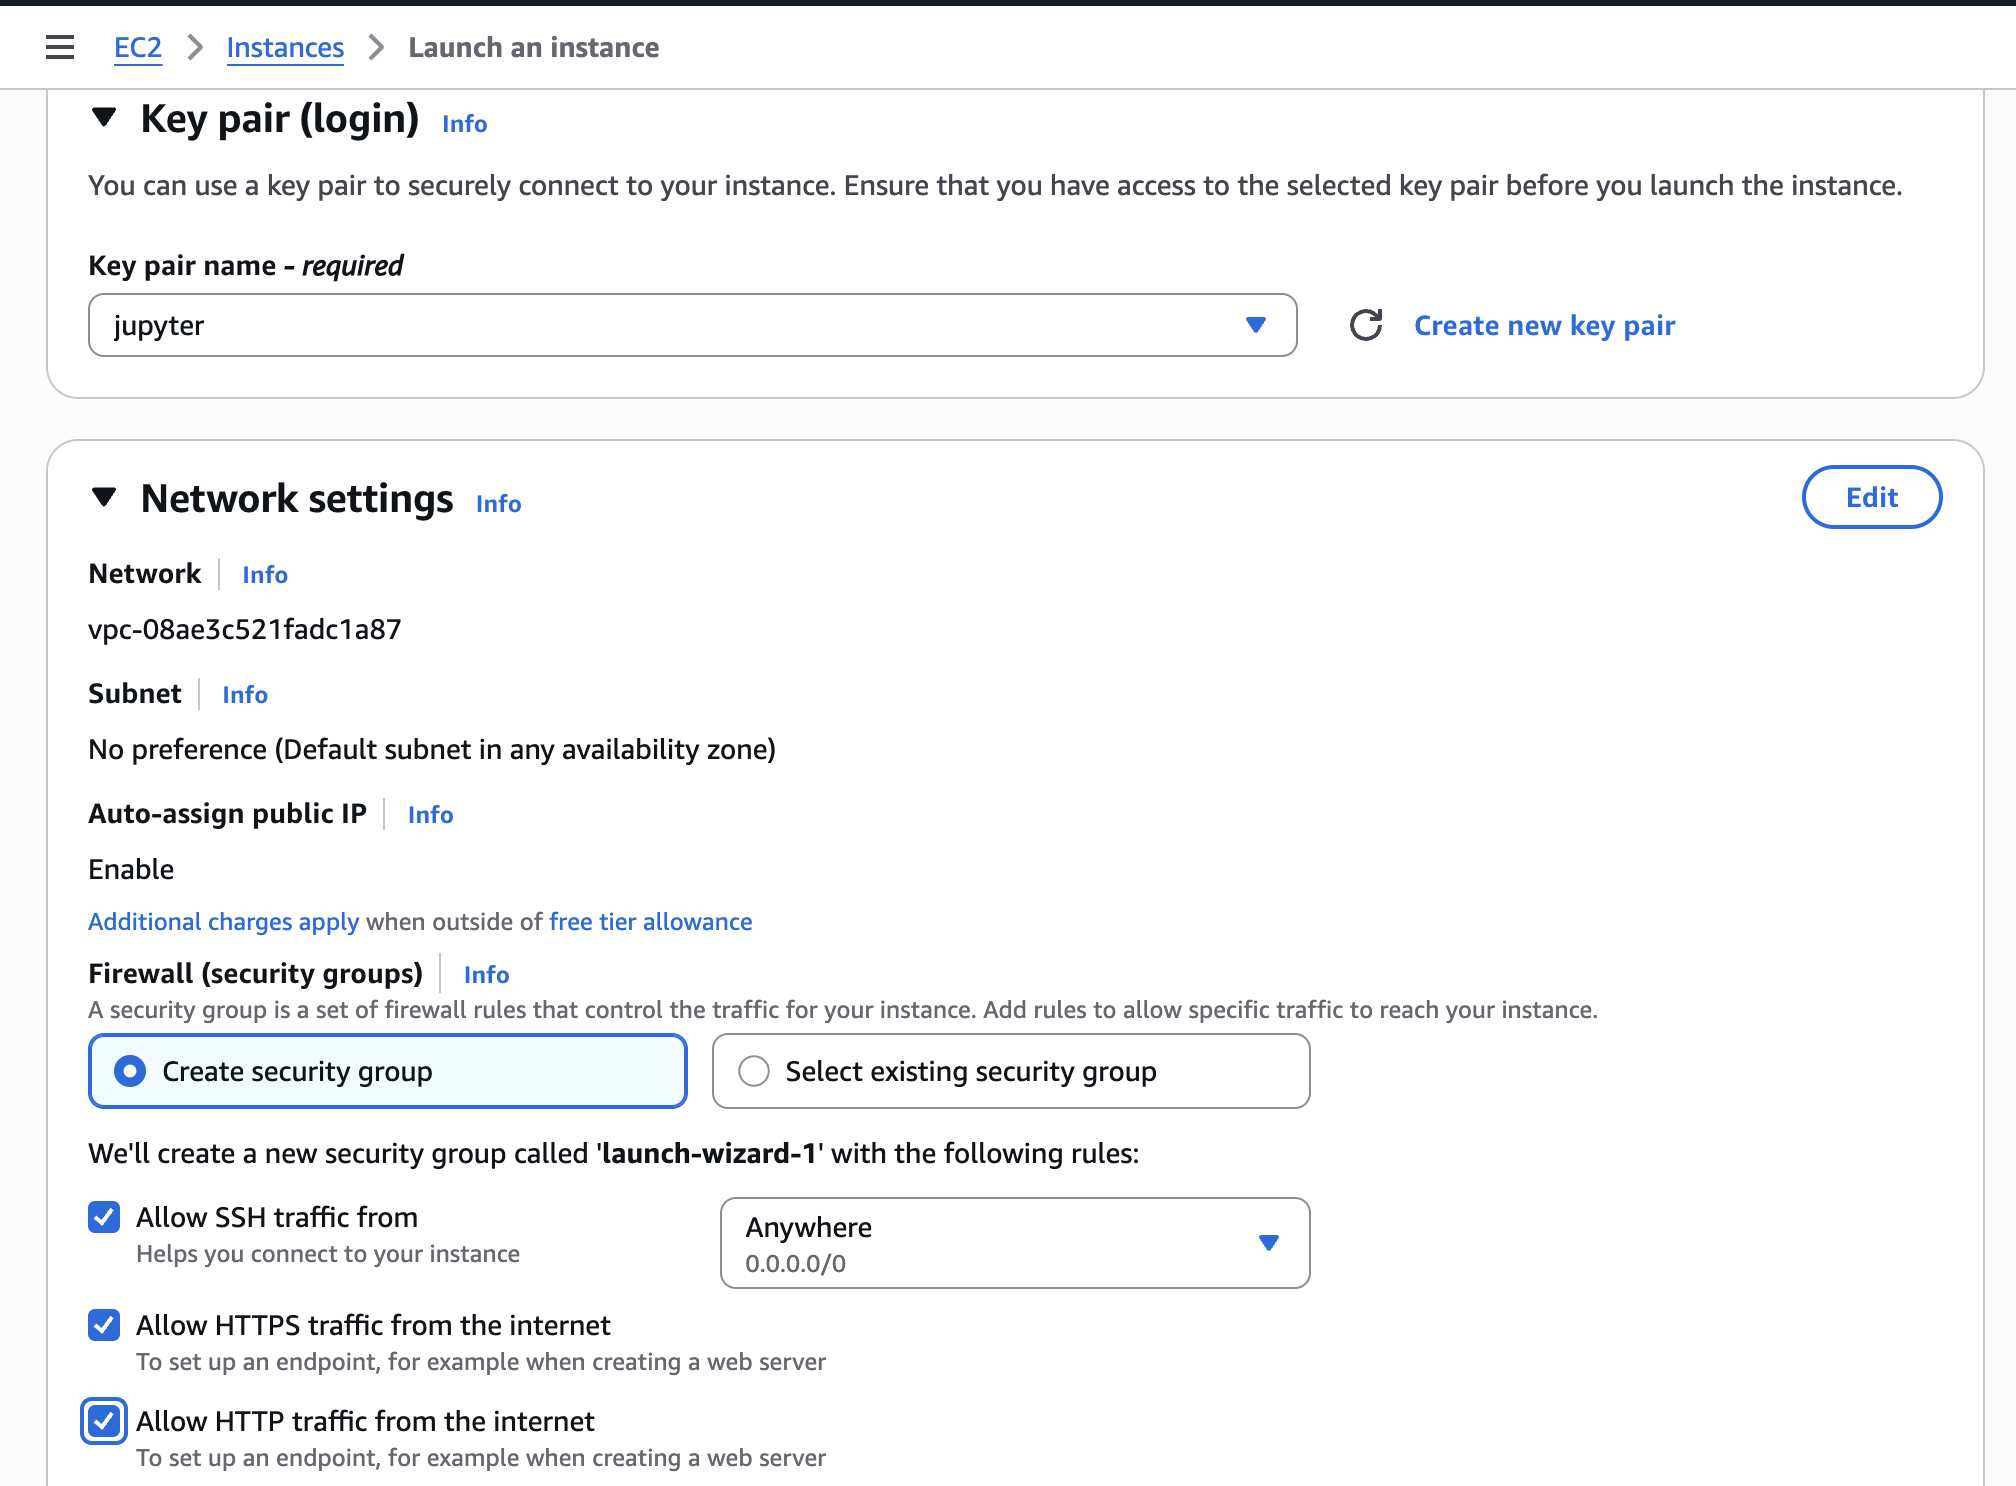 EC2 > Instances > Launch an instance
Key pair (login) Info
You can use a key pair to securely connect to your instance. Ensure that you have access to the selected key pair before you launch the instance.
Key pair name - required
jupyter
Create new key pair
Network settings Info
Edit
Network Info
vpc-08ae3c521fadc1a87
Subnet Info
No preference (Default subnet in any availability zone)
Auto-assign public IP Info
Enable
Additional charges apply when outside of free tier allowance
Firewall (security groups) Info
A security group is a set of firewall rules that control the traffic for your instance. Add rules to allow specific traffic to reach your instance.
Create security group
Select existing security group
We'll create a new security group called 'launch-wizard-1' with the following rules:
Allow SSH traffic from
Helps you connect to your instance
Anywhere
0.0.0.0/0
Allow HTTPS traffic from the internet
To set up an endpoint, for example when creating a web server
Allow HTTP traffic from the internet
To set up an endpoint, for example when creating a web server